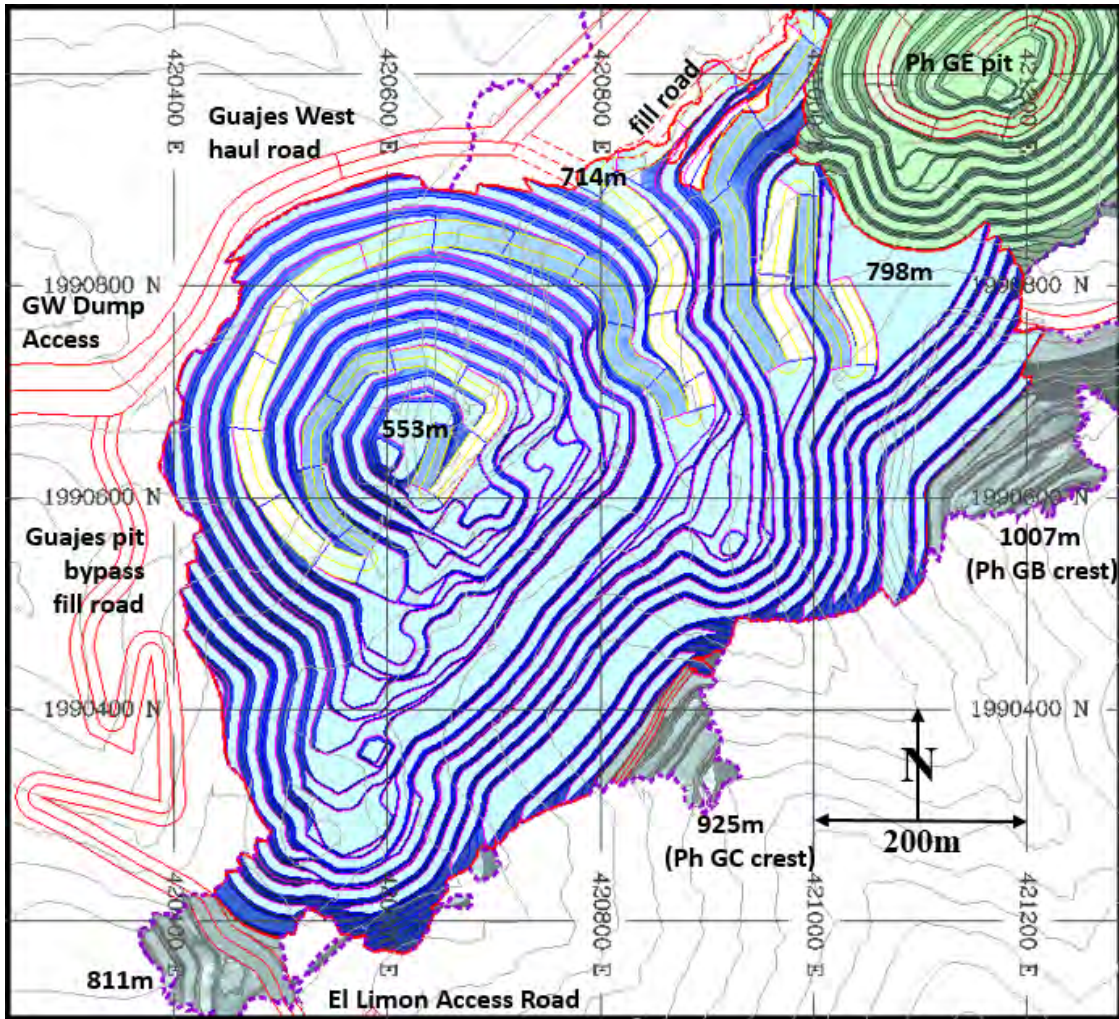 420400 E
420600 E
420800 E
Ph GE pit
Guajes West
haul road
fill road
714m
1990800 N
798m
1990800 N
GW Dump
Access
553m
1990600 N
1990600 N
Guajes pit
bypass
fill road
1007m
(Ph GB crest)
1990400 N
1990400 N
N
925m
(Ph GC crest)
200m
420800 E
421000 E
421200 E
811m
El Limon Access Road